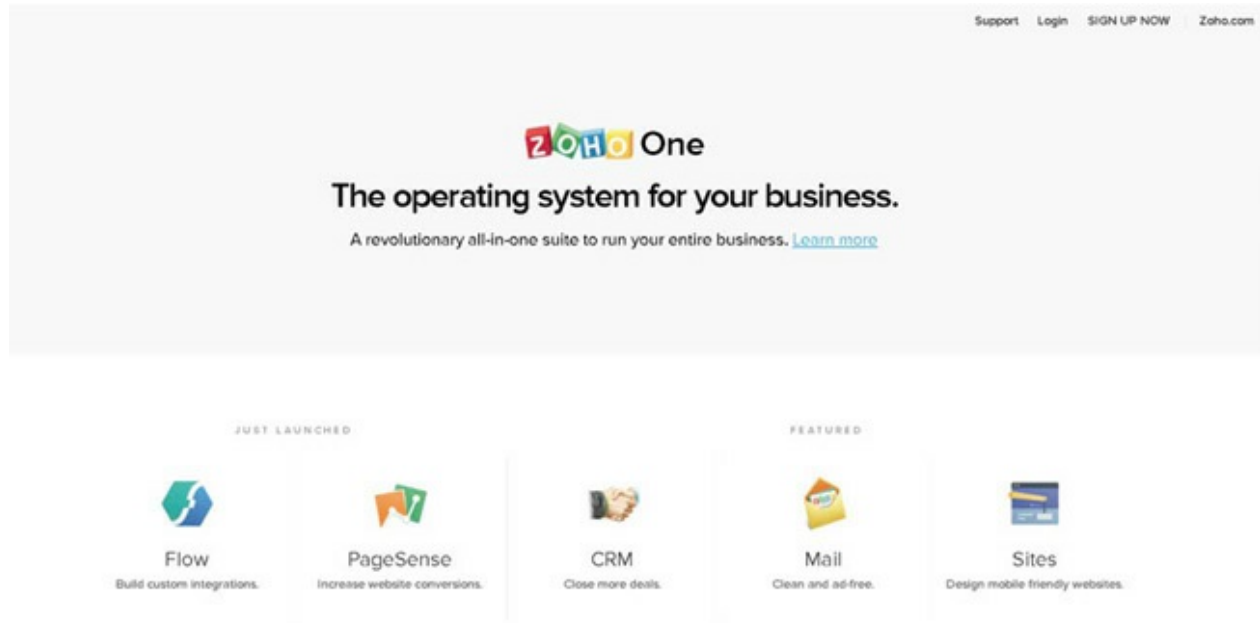 Support Login SIGN UP NOW Zoho.com
ZOHO One
The operating system for your business.
A revolutionary all-in-one suite to run your entire business. Learn more
JUST LAUNCHED
FEATURED
Flow
Build custom integrations.
PageSense
Increase website conversions.
CRM
Close more deals.
Mail
Clean and ad-free.
Sites
Design mobile friendly websites.